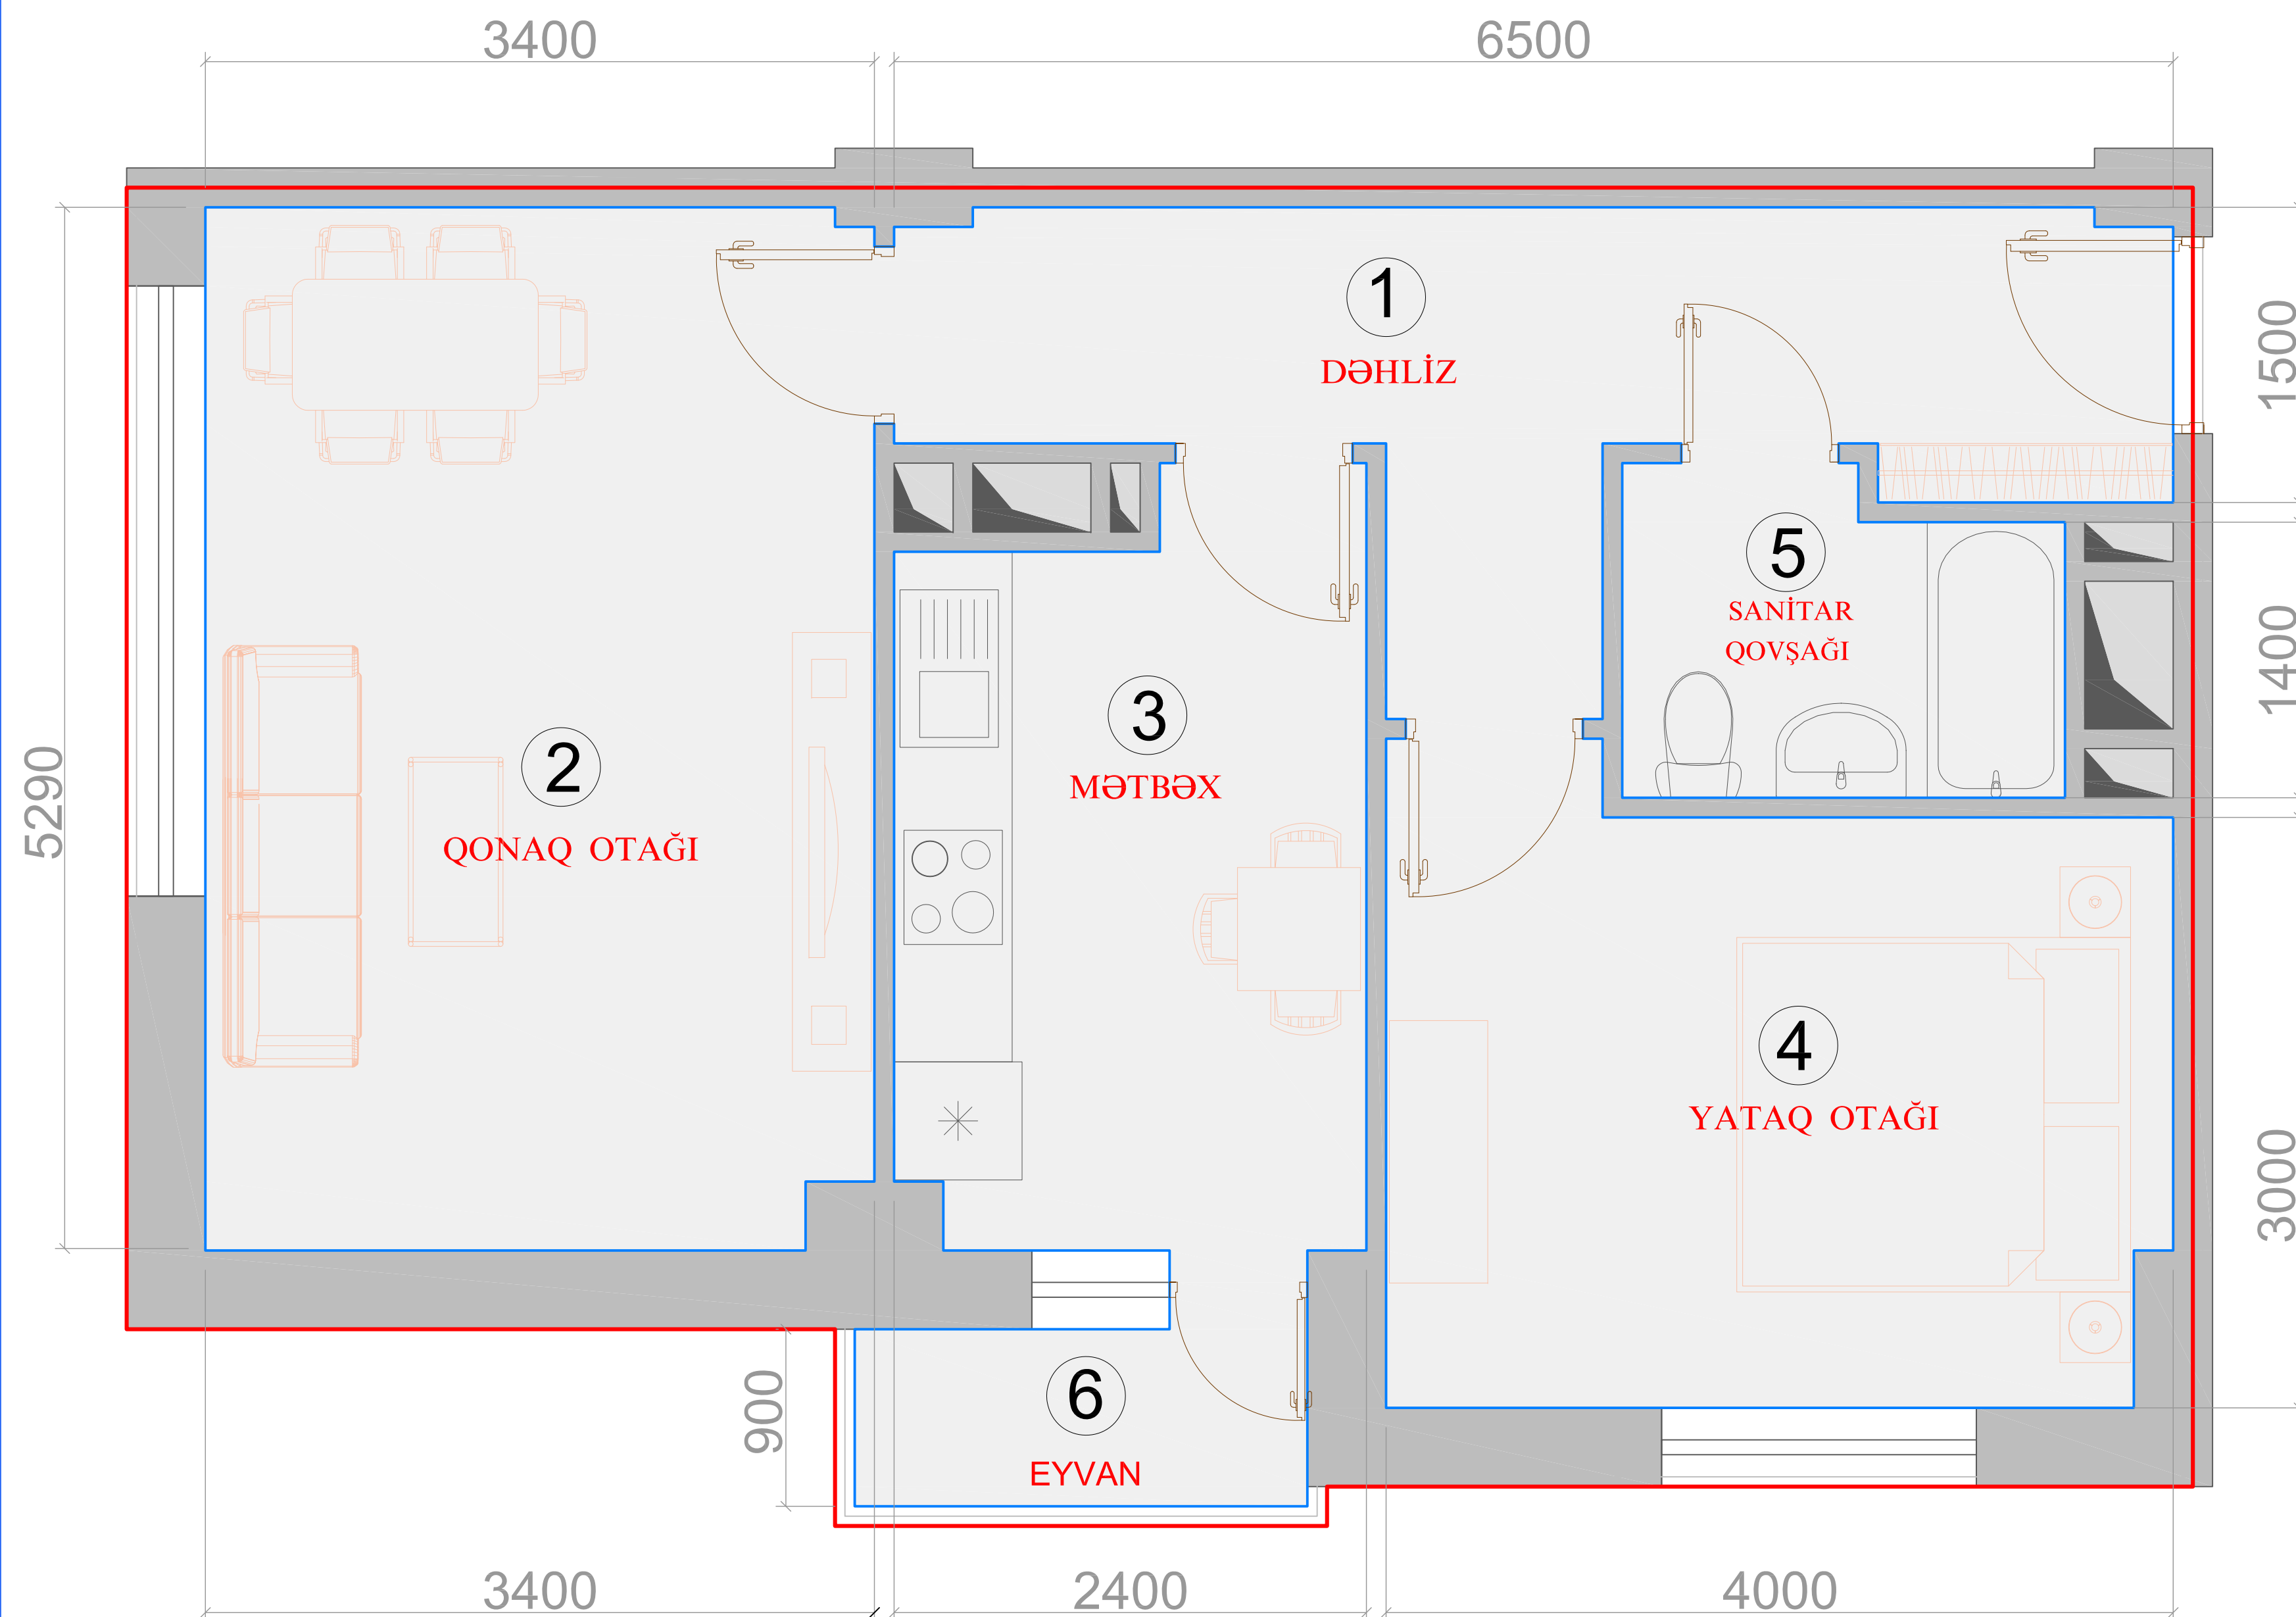 3400
6500
1
DƏHLİZ
1500
5
SANİTAR
QOVŞAĞI
1400
3
MƏTBƏX
2
QONAQ OTAĞI
5290
4
YATAQ OTAĞI
3000
6
EYVAN
900
3400
2400
4000